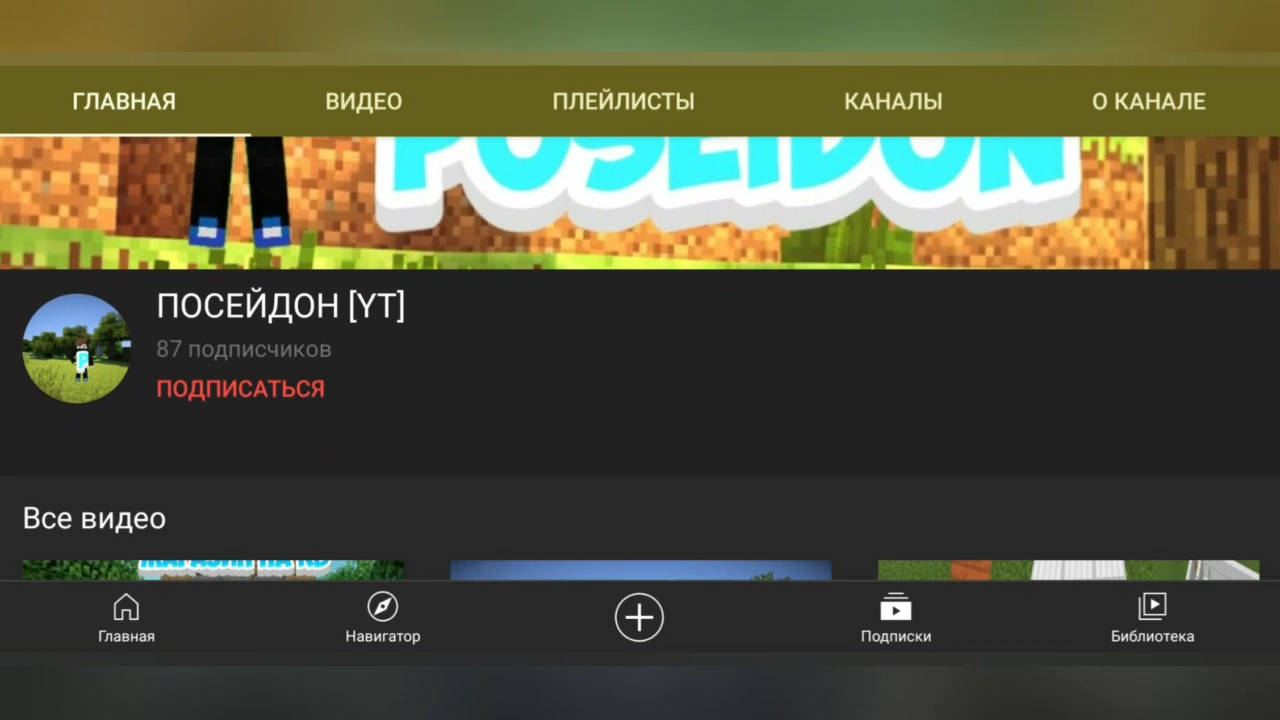 ГЛАВНАЯ ВИДЕО ПЛЕЙЛИСТЫ КАНАЛЫ О КАНАЛЕ
POSEIDON
ПОСЕЙДОН [YT]
87 подписчиков
ПОДПИСАТЬСЯ
Все видео
Главная Навигатор Подписки Библиотека